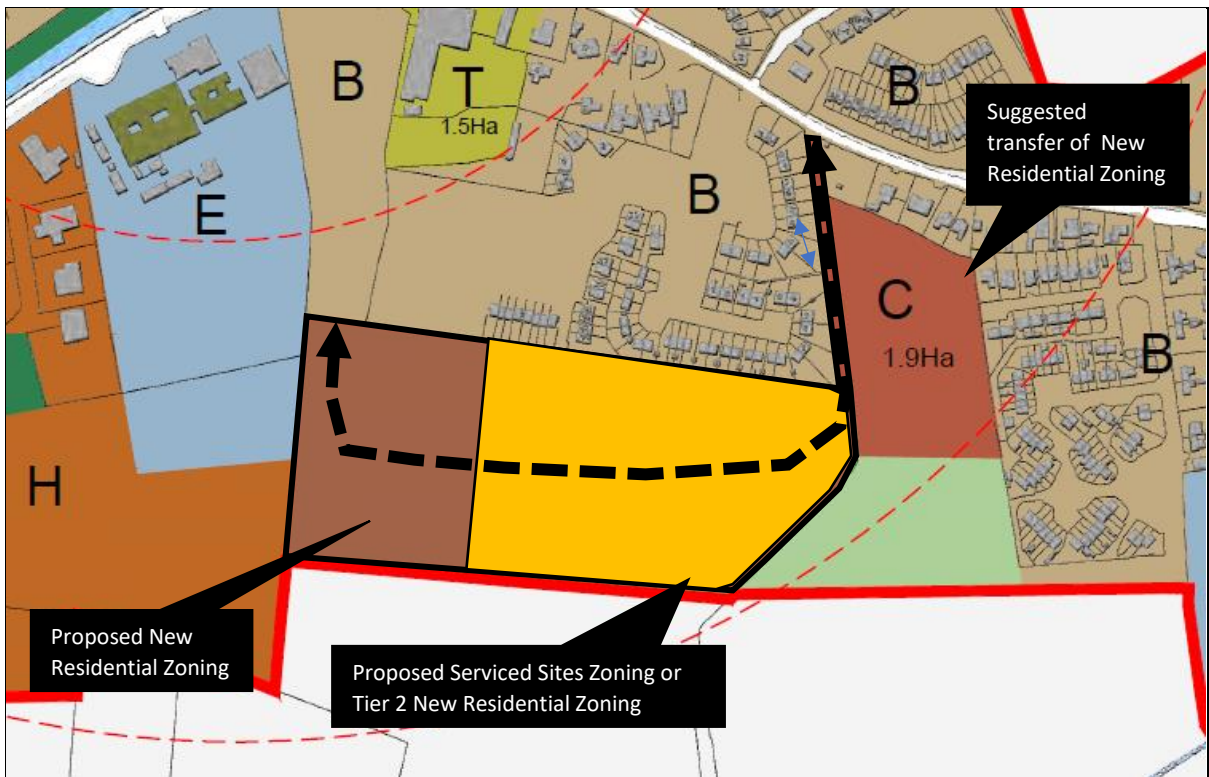 B
T
1.5Ha
B
Suggested
transfer of New
Residential Zoning
E
B
C
1.9Ha
B
H
Proposed New
Residential Zoning
Proposed Serviced Sites Zoning or
Tier 2 New Residential Zoning